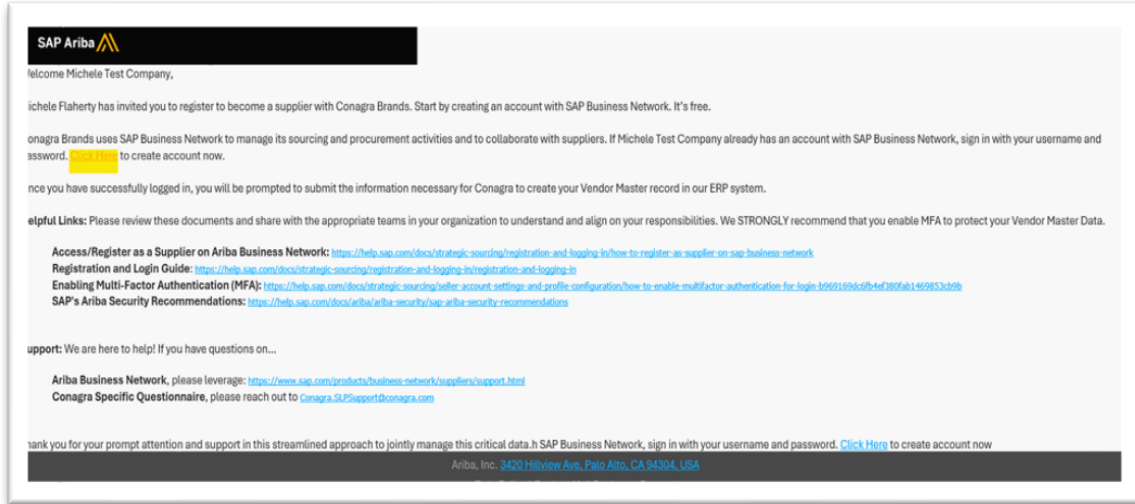 SAP Ariba
elcome Michele Test Company,
ichele Flaherty has invited you to register to become a supplier with Conagra Brands. Start by creating an account with SAP Business Network. It's free.
onagra Brands uses SAP Business Network to manage its sourcing and procurement activities and to collaborate with suppliers. If Michele Test Company already has an account with SAP Business Network, sign in with your username and
assword. Click Here to create account now.
nce you have successfully logged in, you will be prompted to submit the information necessary for Conagra to create your Vendor Master record in our ERP system.
elpful Links: Please review these documents and share with the appropriate teams in your organization to understand and align on your responsibilities. We STRONGLY recommend that you enable MFA to protect your Vendor Master Data.
Access/Register as a Supplier on Ariba Business Network: https://help.sap.com/docs/strategic-sourcing/registration-and-logging-in/how-to-register-as-supplier-on-sap-business-network
Registration and Login Guide: https://help.sap.com/docs/strategic-sourcing/registration-and-logging-in/registration-and-logging-in
Enabling Multi-Factor Authentication (MFA): https://help.sap.com/docs/strategic-sourcing/seller-account-settings-and-profile-configuration/how-to-enable-multifactor-authentication-for-login-b969169dc6fb4ef380fab1469853cb9b
SAP's Ariba Security Recommendations: https://help.sap.com/docs/ariba/ariba-security/sap-ariba-security-recommendations
upport: We are here to help! If you have questions on...
Ariba Business Network, please leverage: https://www.sap.com/products/business-network/suppliers/support.html
Conagra Specific Questionnaire, please reach out to Conagra.SLPSupport@conagra.com
hank you for your prompt attention and support in this streamlined approach to jointly manage this critical data.h SAP Business Network, sign in with your username and password. Click Here to create account now
Ariba, Inc. 3420 Hillview Ave, Palo Alto, CA 94304, USA